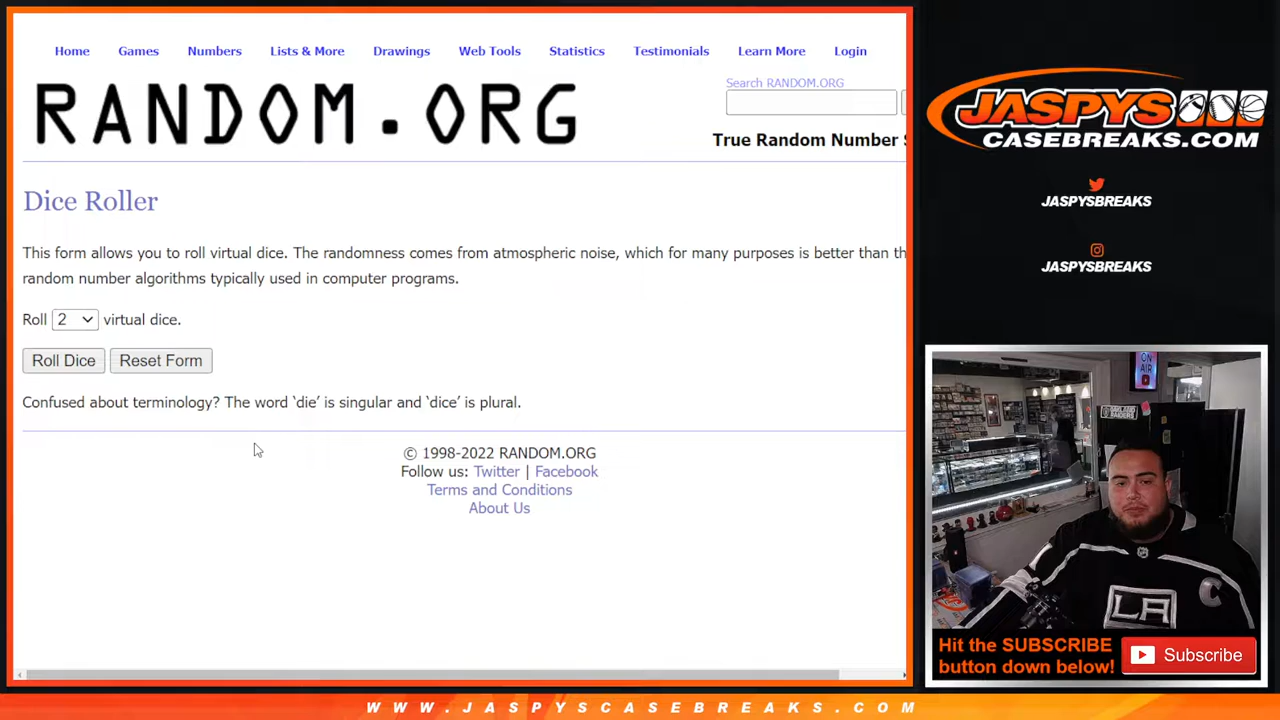 Home Games Numbers Lists & More Drawings Web Tools Statistics Testimonials Learn More Login
RANDOM.ORG
Search RANDOM.ORG
True Random Number S
Dice Roller
This form allows you to roll virtual dice. The randomness comes from atmospheric noise, which for many purposes is better than th
random number algorithms typically used in computer programs.
Roll 2 virtual dice.
Roll Dice Reset Form
Confused about terminology? The word ‘die’ is singular and ‘dice’ is plural.
© 1998-2022 RANDOM.ORG
Follow us: Twitter | Facebook
Terms and Conditions
About Us
JASPYS
CASEBREAKS.COM
JASPYSBREAKS
JASPYSBREAKS
ON
AIR
OAKLAND
RAIDERS
LA
C
Hit the SUBSCRIBE
button down below!
Subscribe
WWW.JASPYSCASEBREAKS.COM